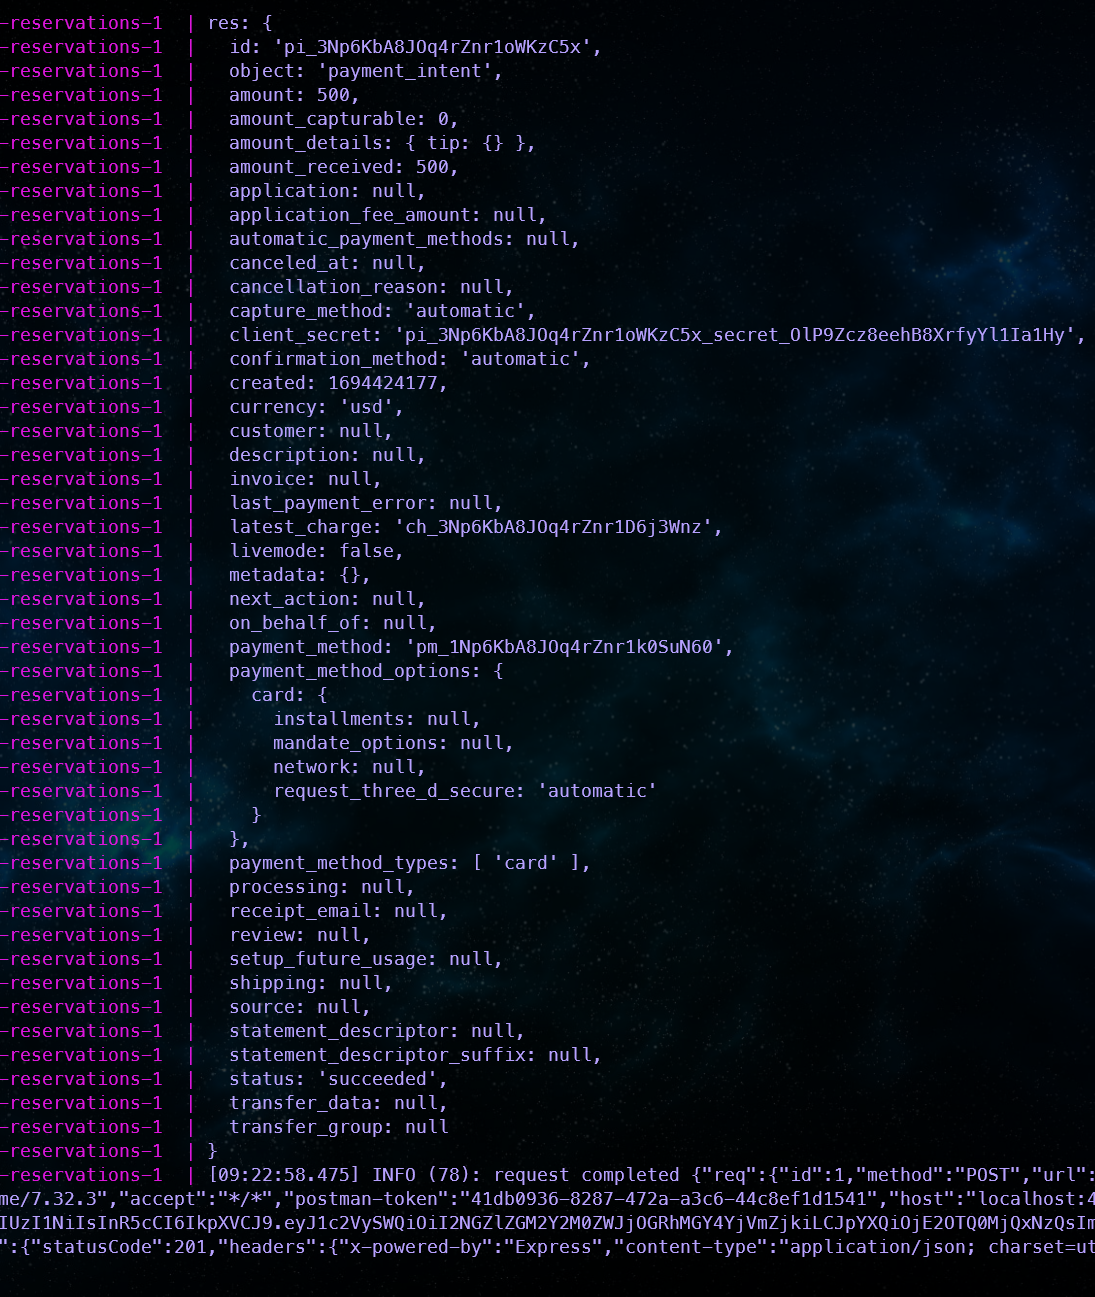 -reservations-1  | res: {
-reservations-1  |   id: 'pi_3Np6KbA8JOq4rZnr1oWKzC5x',
-reservations-1  |   object: 'payment_intent',
-reservations-1  |   amount: 500,
-reservations-1  |   amount_capturable: 0,
-reservations-1  |   amount_details: { tip: {} },
-reservations-1  |   amount_received: 500,
-reservations-1  |   application: null,
-reservations-1  |   application_fee_amount: null,
-reservations-1  |   automatic_payment_methods: null,
-reservations-1  |   canceled_at: null,
-reservations-1  |   cancellation_reason: null,
-reservations-1  |   capture_method: 'automatic',
-reservations-1  |   client_secret: 'pi_3Np6KbA8JOq4rZnr1oWKzC5x_secret_OlP9Zcz8eehB8XrfyYl1Ia1Hy',
-reservations-1  |   confirmation_method: 'automatic',
-reservations-1  |   created: 1694424177,
-reservations-1  |   currency: 'usd',
-reservations-1  |   customer: null,
-reservations-1  |   description: null,
-reservations-1  |   invoice: null,
-reservations-1  |   last_payment_error: null,
-reservations-1  |   latest_charge: 'ch_3Np6KbA8JOq4rZnr1D6j3Wnz',
-reservations-1  |   livemode: false,
-reservations-1  |   metadata: {},
-reservations-1  |   next_action: null,
-reservations-1  |   on_behalf_of: null,
-reservations-1  |   payment_method: 'pm_1Np6KbA8JOq4rZnr1k0SuN60',
-reservations-1  |   payment_method_options: {
-reservations-1  |     card: {
-reservations-1  |       installments: null,
-reservations-1  |       mandate_options: null,
-reservations-1  |       network: null,
-reservations-1  |       request_three_d_secure: 'automatic'
-reservations-1  |     }
-reservations-1  |   },
-reservations-1  |   payment_method_types: [ 'card' ],
-reservations-1  |   processing: null,
-reservations-1  |   receipt_email: null,
-reservations-1  |   review: null,
-reservations-1  |   setup_future_usage: null,
-reservations-1  |   shipping: null,
-reservations-1  |   source: null,
-reservations-1  |   statement_descriptor: null,
-reservations-1  |   statement_descriptor_suffix: null,
-reservations-1  |   status: 'succeeded',
-reservations-1  |   transfer_data: null,
-reservations-1  |   transfer_group: null
-reservations-1  | }
-reservations-1  | [09:22:58.475] INFO (78): request completed {"req":{"id":1,"method":"POST","url":
me/7.32.3","accept":"*/*","postman-token":"41db0936-8287-472a-a3c6-44c8ef1d1541","host":"localhost:4
IUzI1NiIsInR5cCI6IkpXVCJ9.eyJ1c2VySWQiOiI2NGZlZGM2Y2M0ZWJjOGRhMGY4YjVmZjkiLCJpYXQiOjE2OTQ0MjQxNzQsIm
":{"statusCode":201,"headers":{"x-powered-by":"Express","content-type":"application/json; charset=ut